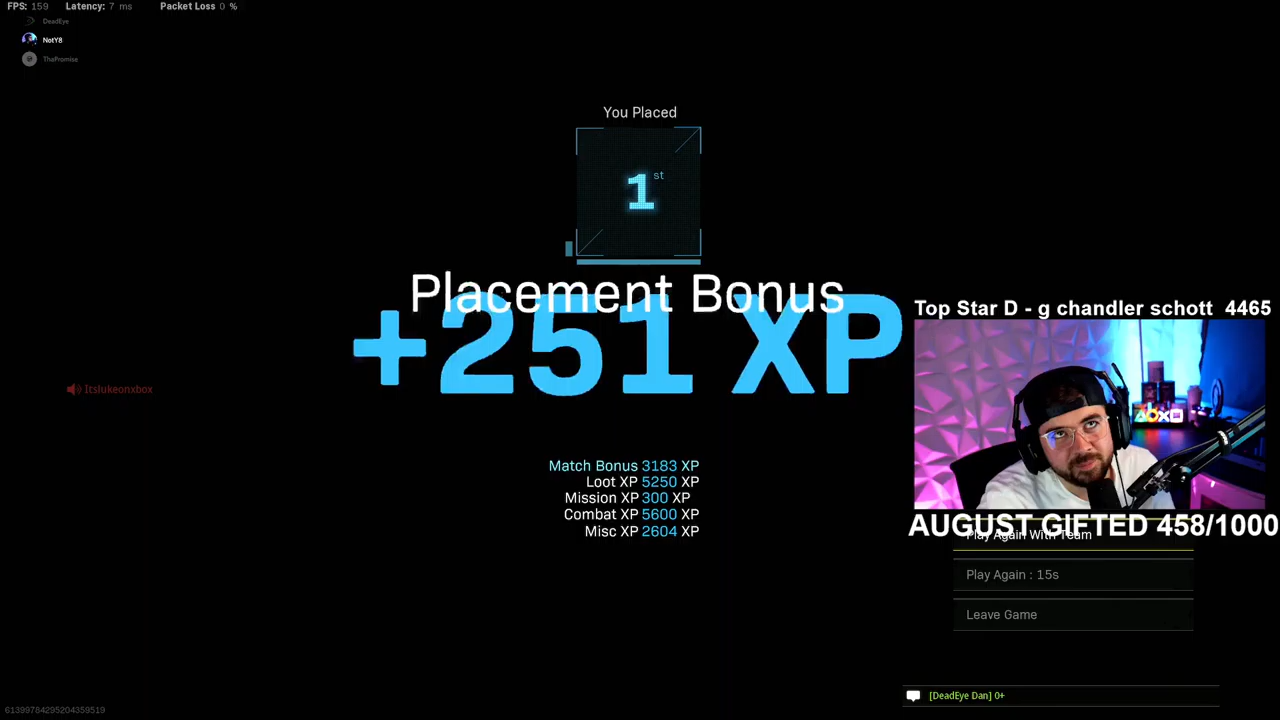 FPS: 159 Latency: 7 ms Packet Loss 0 %
DeadEye
NotY8
ThePromise
You Placed
1st
Placement Bonus
+251 XP
Top Star D - g chandler schott 4465
Itslukeonxbox
Match Bonus 3183 XP
Loot XP 5250 XP
Mission XP 300 XP
Combat XP 5600 XP
Misc XP 2604 XP
AUGUST GIFTED 458/1000
Play Again With Team
Play Again : 15s
Leave Game
[DeadEye Dan] 0+
61399784295204359519